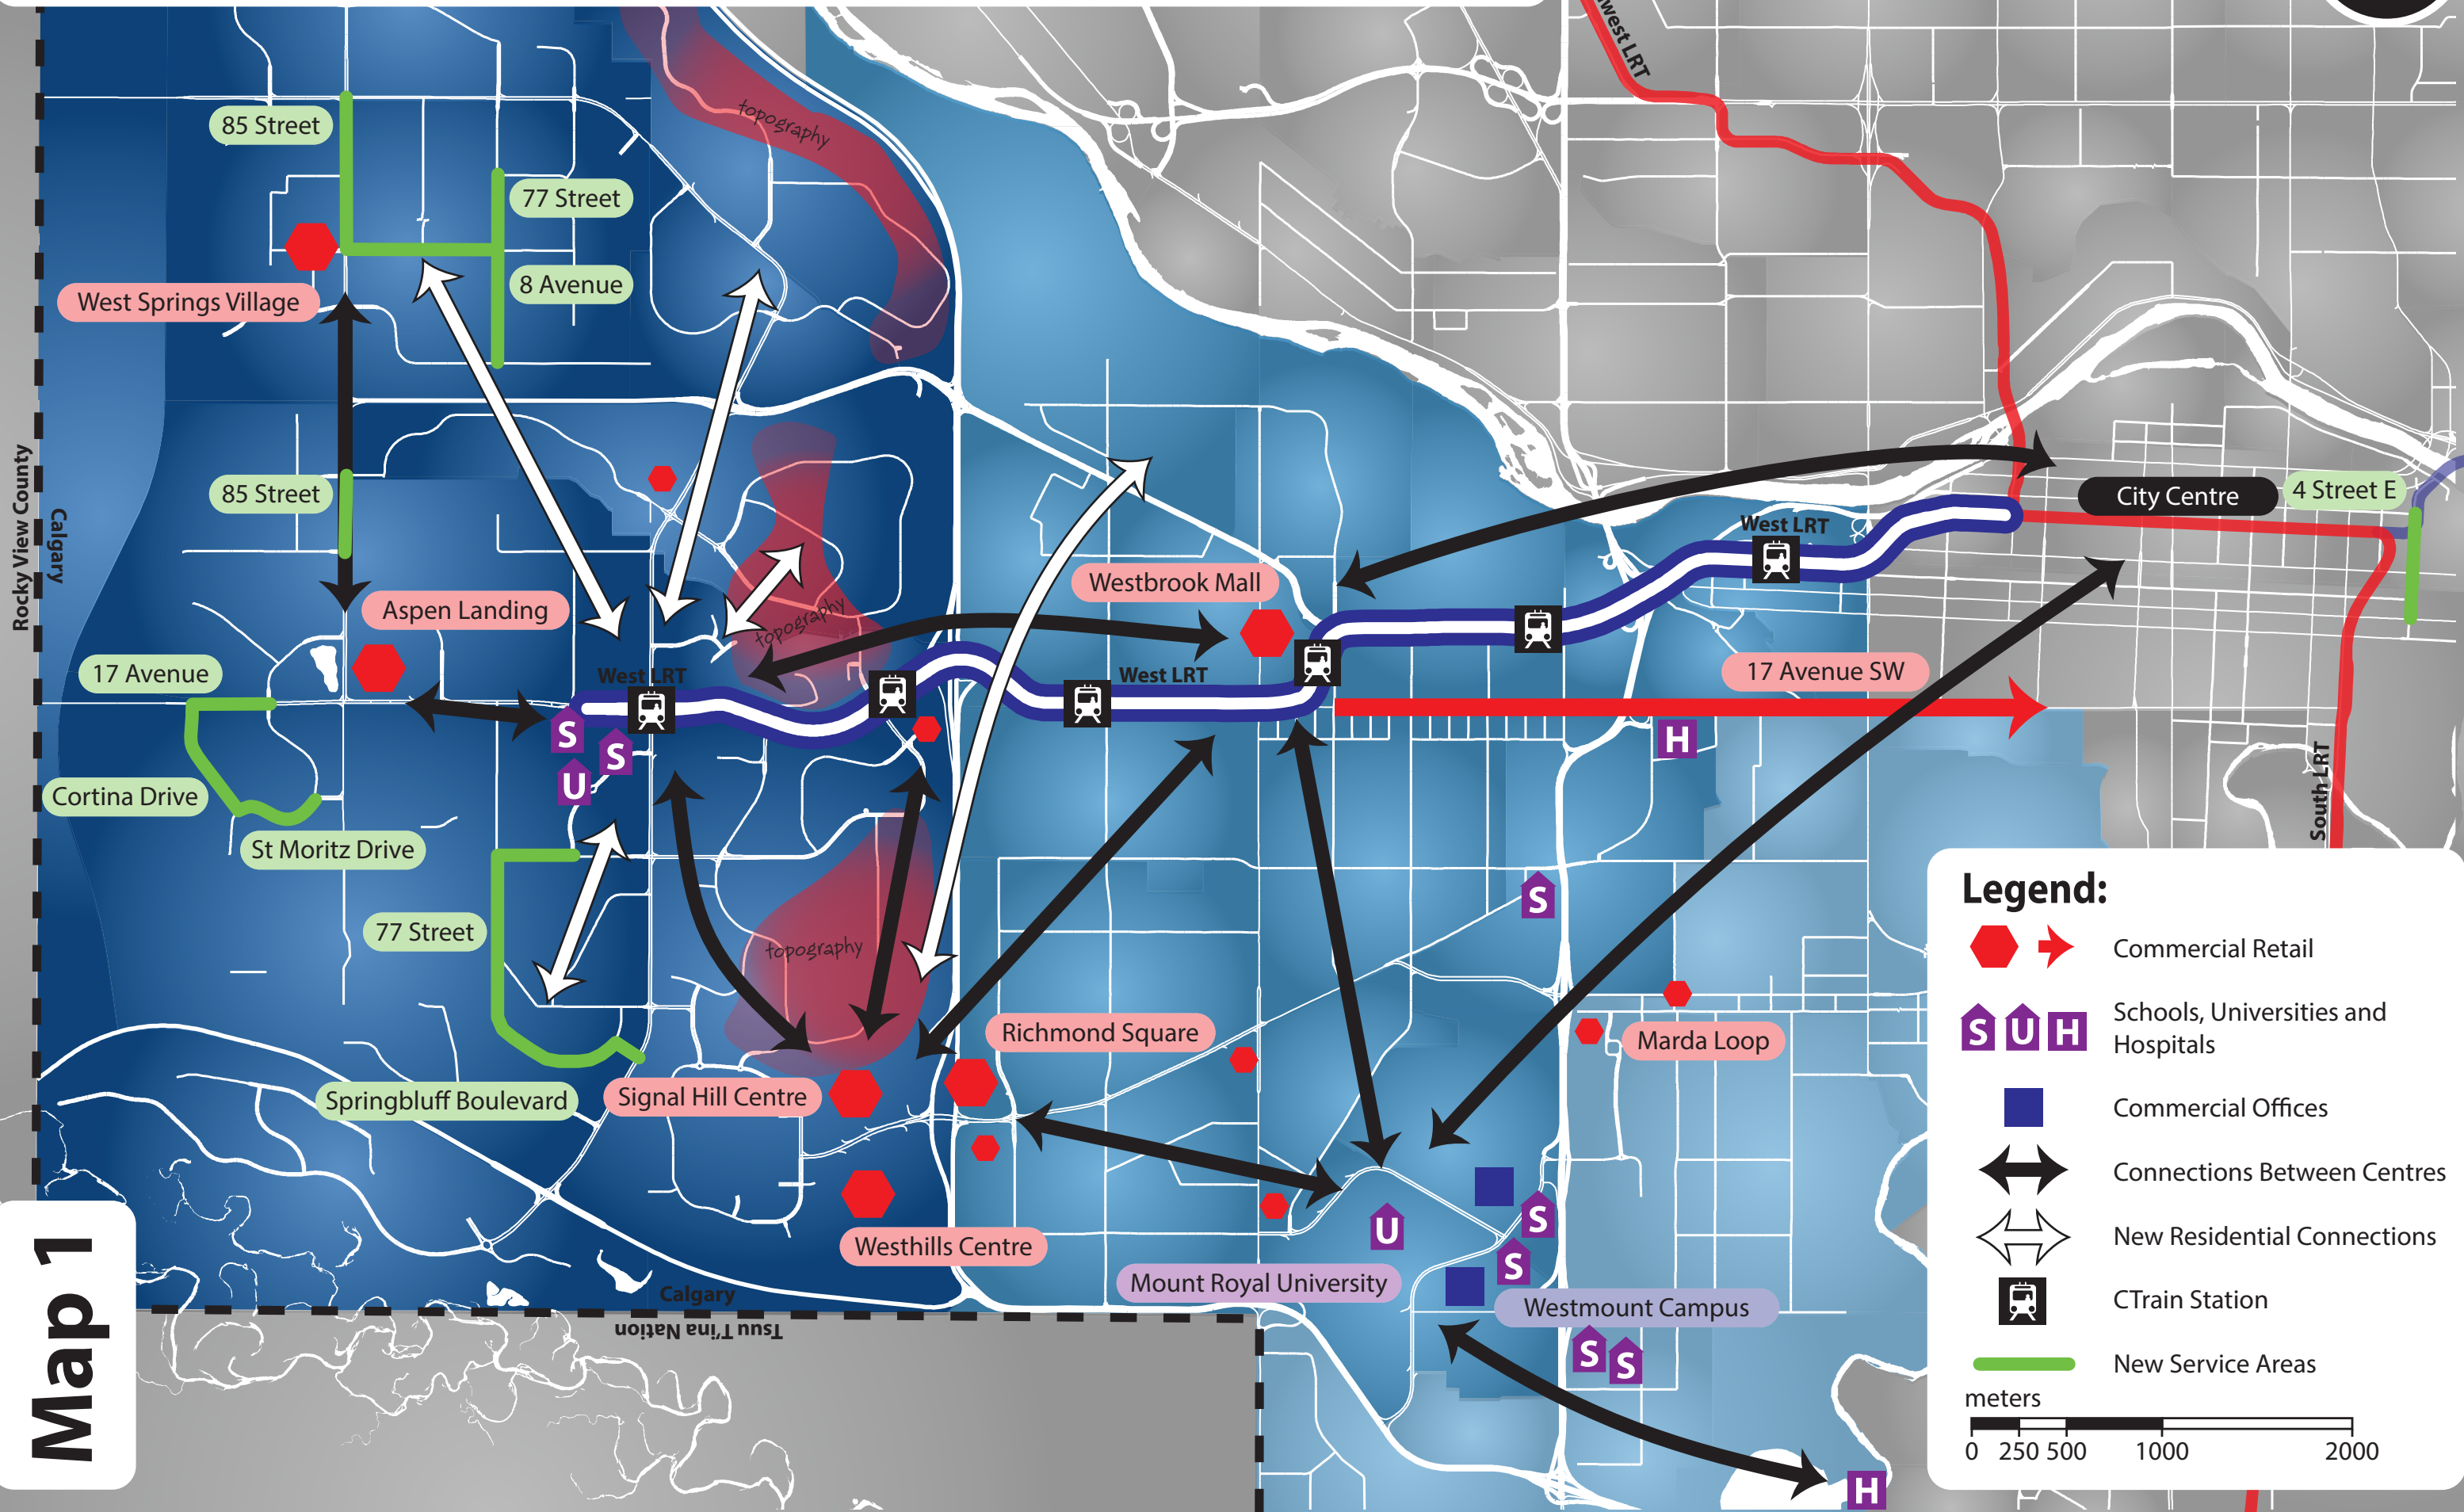 west LRT
topography
85 Street
77 Street
8 Avenue
West Springs Village
85 Street
Rocky View County
Calgary
City Centre
4 Street E
West LRT
Westbrook Mall
Aspen Landing
topography
17 Avenue
West LRT
West LRT
17 Avenue SW
S
S
U
H
Cortina Drive
St Moritz Drive
South LRT
77 Street
topography
S
Richmond Square
Marda Loop
Springbluff Boulevard
Signal Hill Centre
Westhills Centre
U
S
S
Mount Royal University
Westmount Campus
S
S
H
Calgary
Tsuu T'ina Nation
Map 1
Legend:
Commercial Retail
S U H
Schools, Universities and
Hospitals
Commercial Offices
Connections Between Centres
New Residential Connections
CTrain Station
New Service Areas
meters
0 250 500 1000 2000